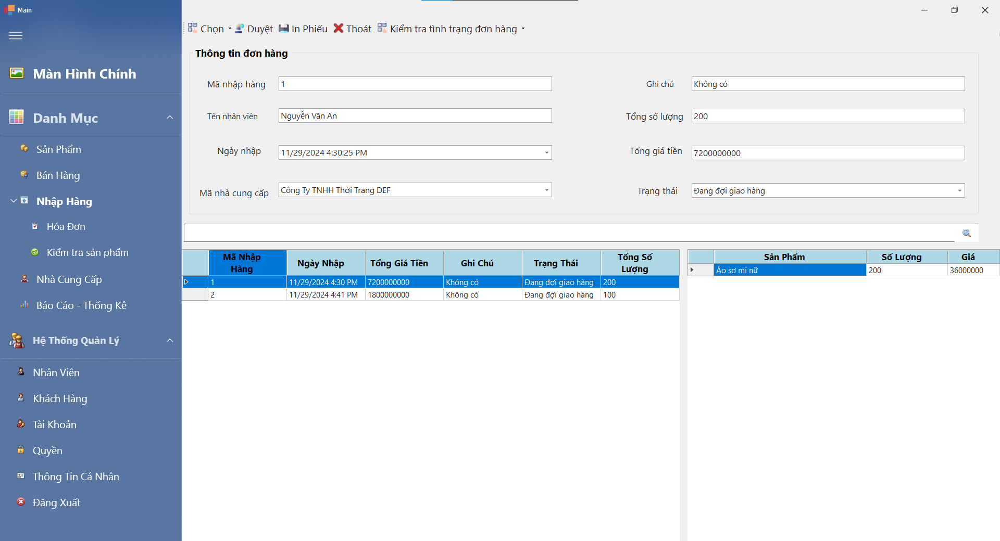 Main
Chọn Duyệt In Phiếu Thoát Kiểm tra tình trạng đơn hàng
Màn Hình Chính
Danh Mục
Sản Phẩm
Bán Hàng
Nhập Hàng
Hóa Đơn
Kiểm tra sản phẩm
Nhà Cung Cấp
Báo Cáo - Thống Kê
Hệ Thống Quản Lý
Nhân Viên
Khách Hàng
Tài Khoản
Quyền
Thông Tin Cá Nhân
Đăng Xuất
Thông tin đơn hàng
Mã nhập hàng 1 Ghi chú Không có
Tên nhân viên Nguyễn Văn An Tổng số lượng 200
Ngày nhập 11/29/2024 4:30:25 PM Tổng giá tiền 7200000000
Mã nhà cung cấp Công Ty TNHH Thời Trang DEF Trạng thái Đang đợi giao hàng
Mã Nhập Hàng Ngày Nhập Tổng Giá Tiền Ghi Chú Trạng Thái Tổng Số Lượng
1 11/29/2024 4:30 PM 7200000000 Không có Đang đợi giao hàng 200
2 11/29/2024 4:41 PM 1800000000 Không có Đang đợi giao hàng 100
Sản Phẩm Số Lượng Giá
Áo sơ mi nữ 200 36000000